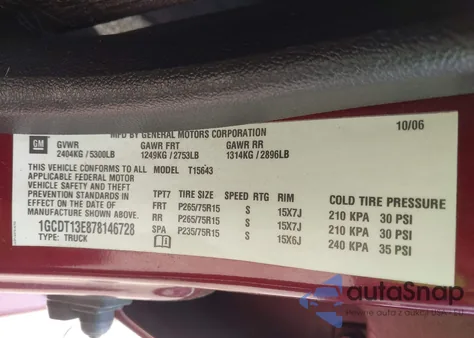 MFD BY GENERAL MOTORS CORPORATION 10/06
GM GVWR GAWR FRT GAWR RR
2404KG / 5300LB 1249KG / 2753LB 1314KG / 2896LB
THIS VEHICLE CONFORMS TO ALL MODEL T15643
APPLICABLE FEDERAL MOTOR
VEHICLE SAFETY AND THEFT TPT7 TIRE SIZE SPEED RTG RIM COLD TIRE PRESSURE
PREVENTION STANDARDS IN FRT P265/75R15 S 15X7J 210 KPA 30 PSI
EFFECT ON THE DATE OF RR P265/75R15 S 15X7J 210 KPA 30 PSI
MANUFACTURE SHOWN ABOVE. SPA P235/75R15 S 15X6J 240 KPA 35 PSI
1GCDT13E878146728
TYPE: TRUCK
autoSnap